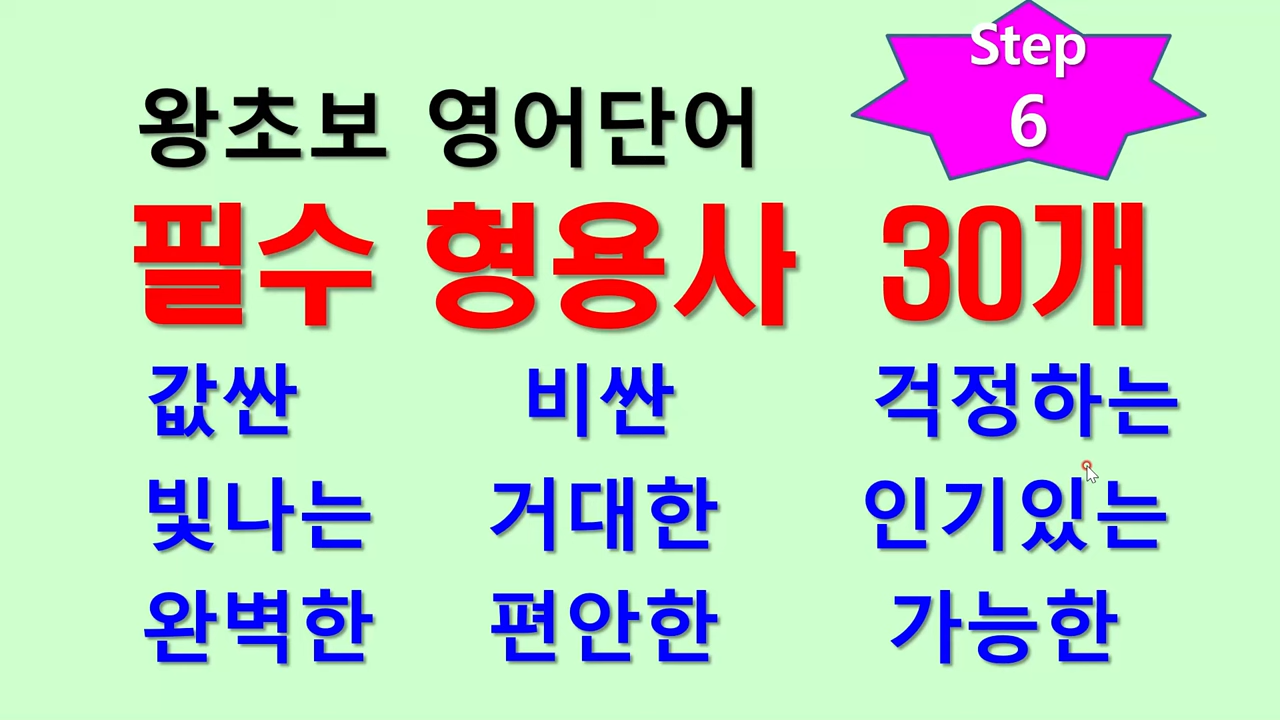 Step
6
왕초보 영어단어
필수 형용사 30개
값싼 비싼 걱정하는
빛나는 거대한 인기있는
완벽한 편안한 가능한